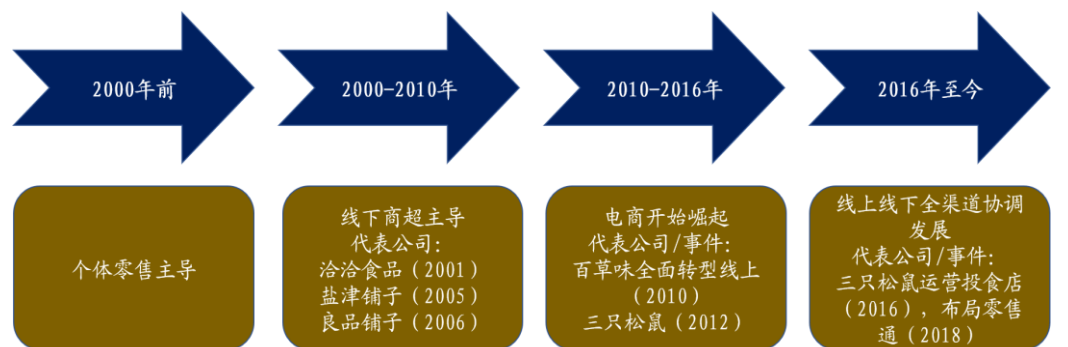 2000年前
2000-2010年
2010-2016年
2016年至今
个体零售主导
线下商超主导
代表公司：
洽洽食品（2001）
盐津铺子（2005）
良品铺子（2006）
电商开始崛起
代表公司/事件：
百草味全面转型线上
（2010）
三只松鼠（2012）
线上线下全渠道协调
发展
代表公司/事件：
三只松鼠运营投食店
（2016），布局零售
通（2018）